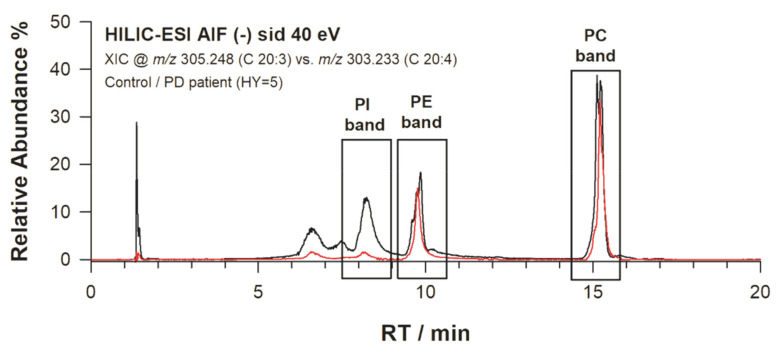 HILIC-ESI AIF (-) sid 40 eV
XIC @ m/z 305.248 (C 20:3) vs. m/z 303.233 (C 20:4)
Control / PD patient (HY=5)
PI
band
PE
band
PC
band
Relative Abundance %
50
40
30
20
10
0
0
5
10
15
20
RT / min